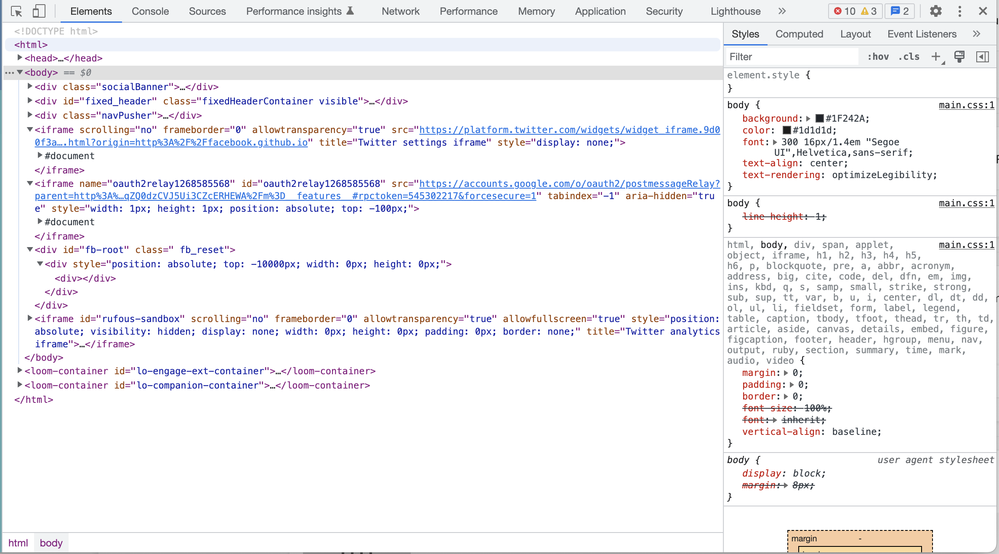 Elements Console Sources Performance insights Network Performance Memory Application Security Lighthouse » 10 3 2
<!DOCTYPE html>
<html>
<head>…</head>
… <body> == $0
<div class="socialBanner">…</div>
<div id="fixed_header" class="fixedHeaderContainer visible">…</div>
<div class="navPusher">…</div>
<iframe scrolling="no" frameborder="0" allowtransparency="true" src="https://platform.twitter.com/widgets/widget_iframe.9d0
0f3a….html?origin=http%3A%2F%2Ffacebook.github.io" title="Twitter settings iframe" style="display: none;">
#document
</iframe>
<iframe name="oauth2relay1268585568" id="oauth2relay1268585568" src="https://accounts.google.com/o/oauth2/postmessageRelay?
parent=http%3A%…qZQ0dzCVJ5Ui3CZcERHEWA%2Fm%3D__features__#rpctoken=545302217&forcesecure=1" tabindex="-1" aria-hidden="tru
e" style="width: 1px; height: 1px; position: absolute; top: -100px;">
#document
</iframe>
<div id="fb-root" class=" fb_reset">
<div style="position: absolute; top: -10000px; width: 0px; height: 0px;">
<div></div>
</div>
</div>
<iframe id="rufous-sandbox" scrolling="no" frameborder="0" allowtransparency="true" allowfullscreen="true" style="position:
absolute; visibility: hidden; display: none; width: 0px; height: 0px; padding: 0px; border: none;" title="Twitter analytics
iframe">…</iframe>
</body>
<loom-container id="lo-engage-ext-container">…</loom-container>
<loom-container id="lo-companion-container">…</loom-container>
</html>
html body
Styles Computed Layout Event Listeners »
Filter :hov .cls +
element.style {
}
body { main.css:1
background: #1F242A;
color: #1d1d1d;
font: 300 16px/1.4em "Segoe
UI",Helvetica,sans-serif;
text-align: center;
text-rendering: optimizeLegibility;
}
body { main.css:1
line-height: 1;
}
html, body, div, span, applet, main.css:1
object, iframe, h1, h2, h3, h4, h5,
h6, p, blockquote, pre, a, abbr, acronym,
address, big, cite, code, del, dfn, em, img,
ins, kbd, q, s, samp, small, strike, strong,
sub, sup, tt, var, b, u, i, center, dl, dt, dd,
ol, ul, li, fieldset, form, label, legend,
table, caption, tbody, tfoot, thead, tr, th, td,
article, aside, canvas, details, embed, figure,
figcaption, footer, header, hgroup, menu, nav,
output, ruby, section, summary, time, mark,
audio, video {
margin: 0;
padding: 0;
border: 0;
font-size: 100%;
font: inherit;
vertical-align: baseline;
}
body { user agent stylesheet
display: block;
margin: 8px;
}
margin -